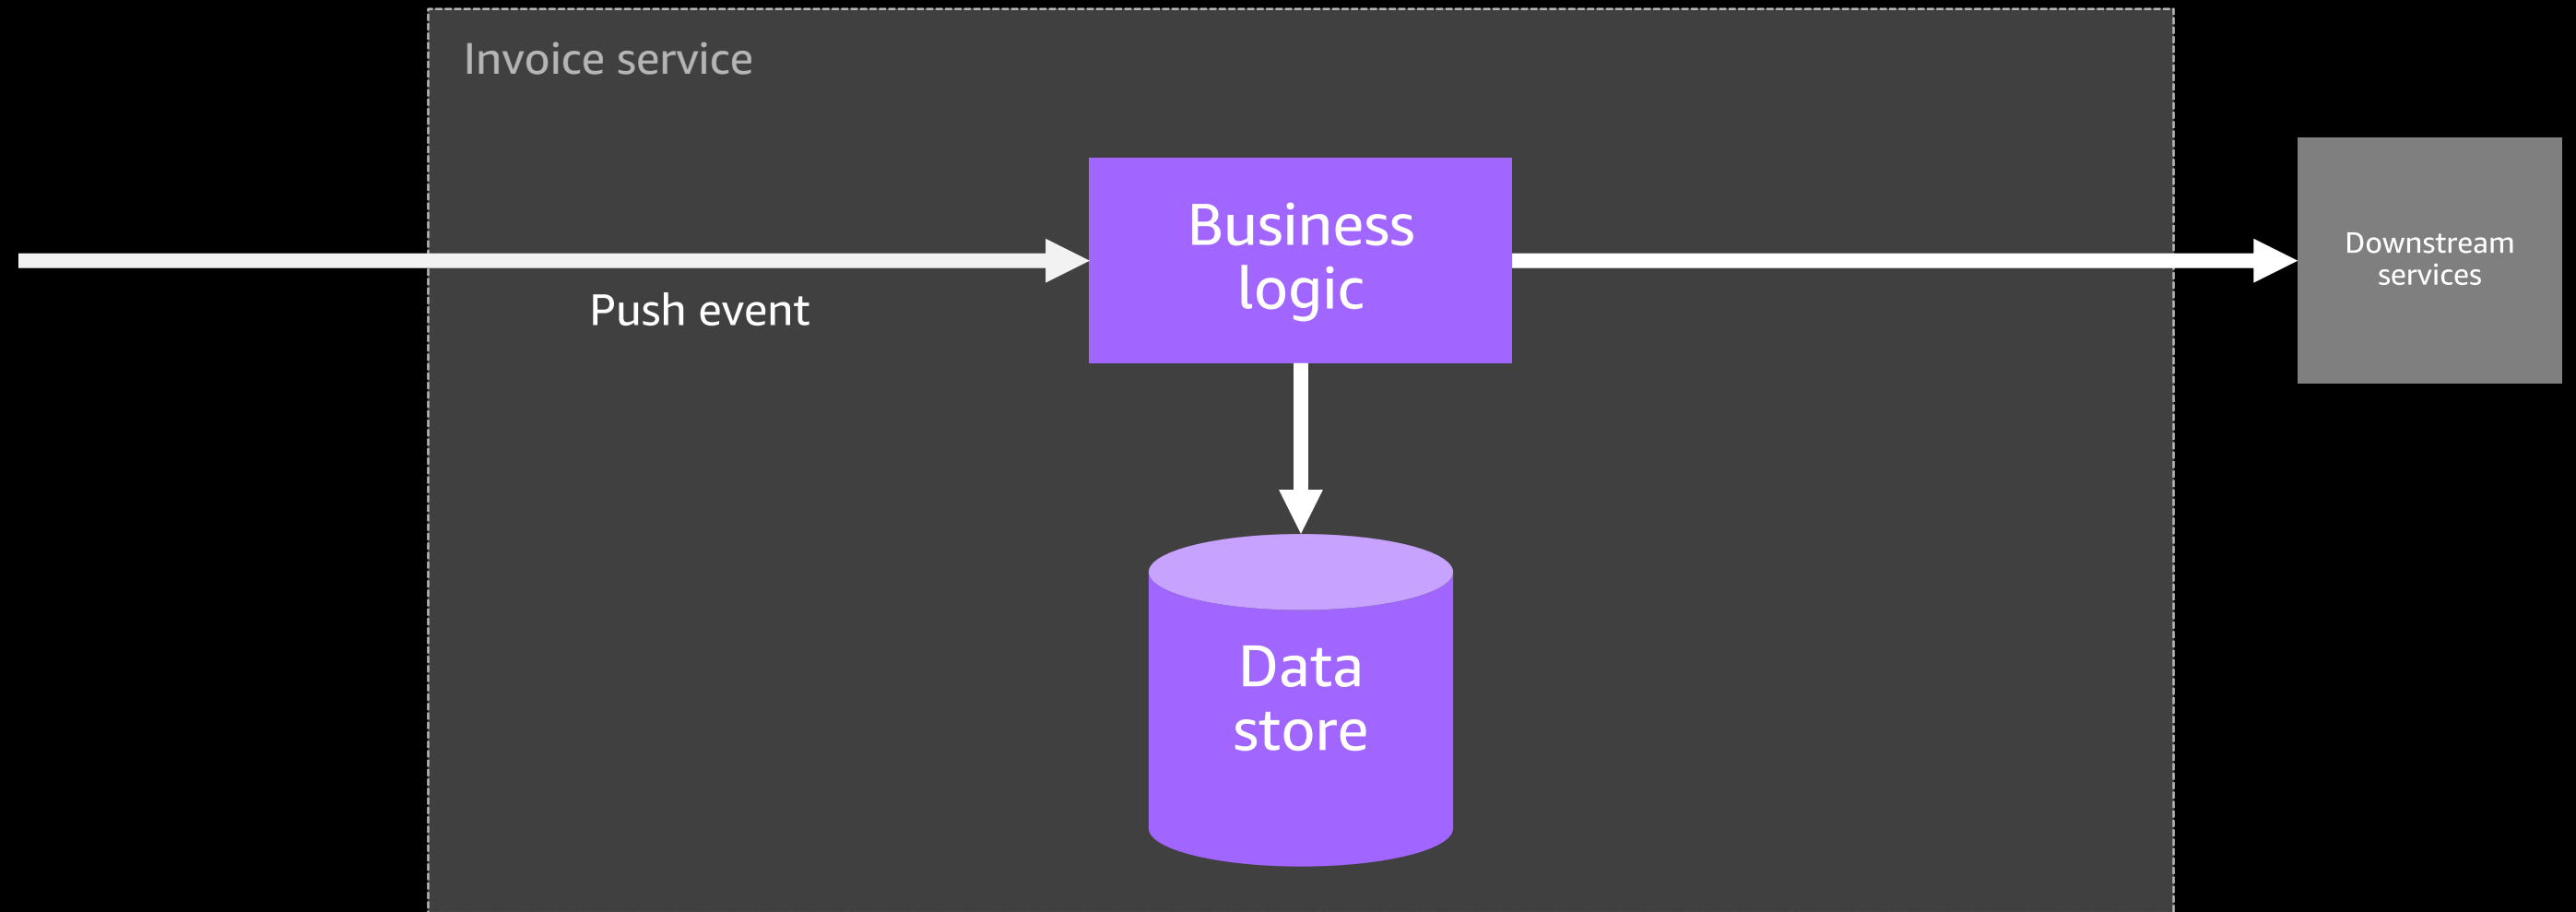 Invoice service
Business
logic
Push event
Downstream
services
Data
store